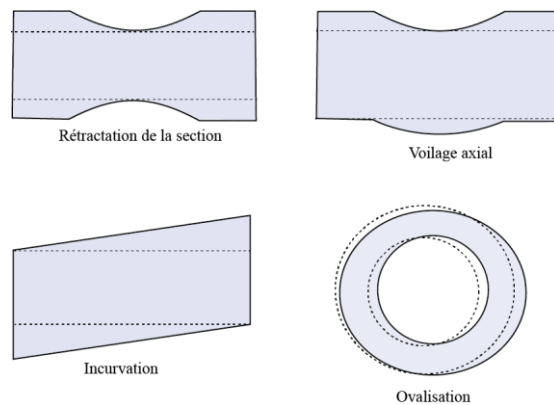 Rétractation de la section
Voilage axial
Incurvation
Ovalisation